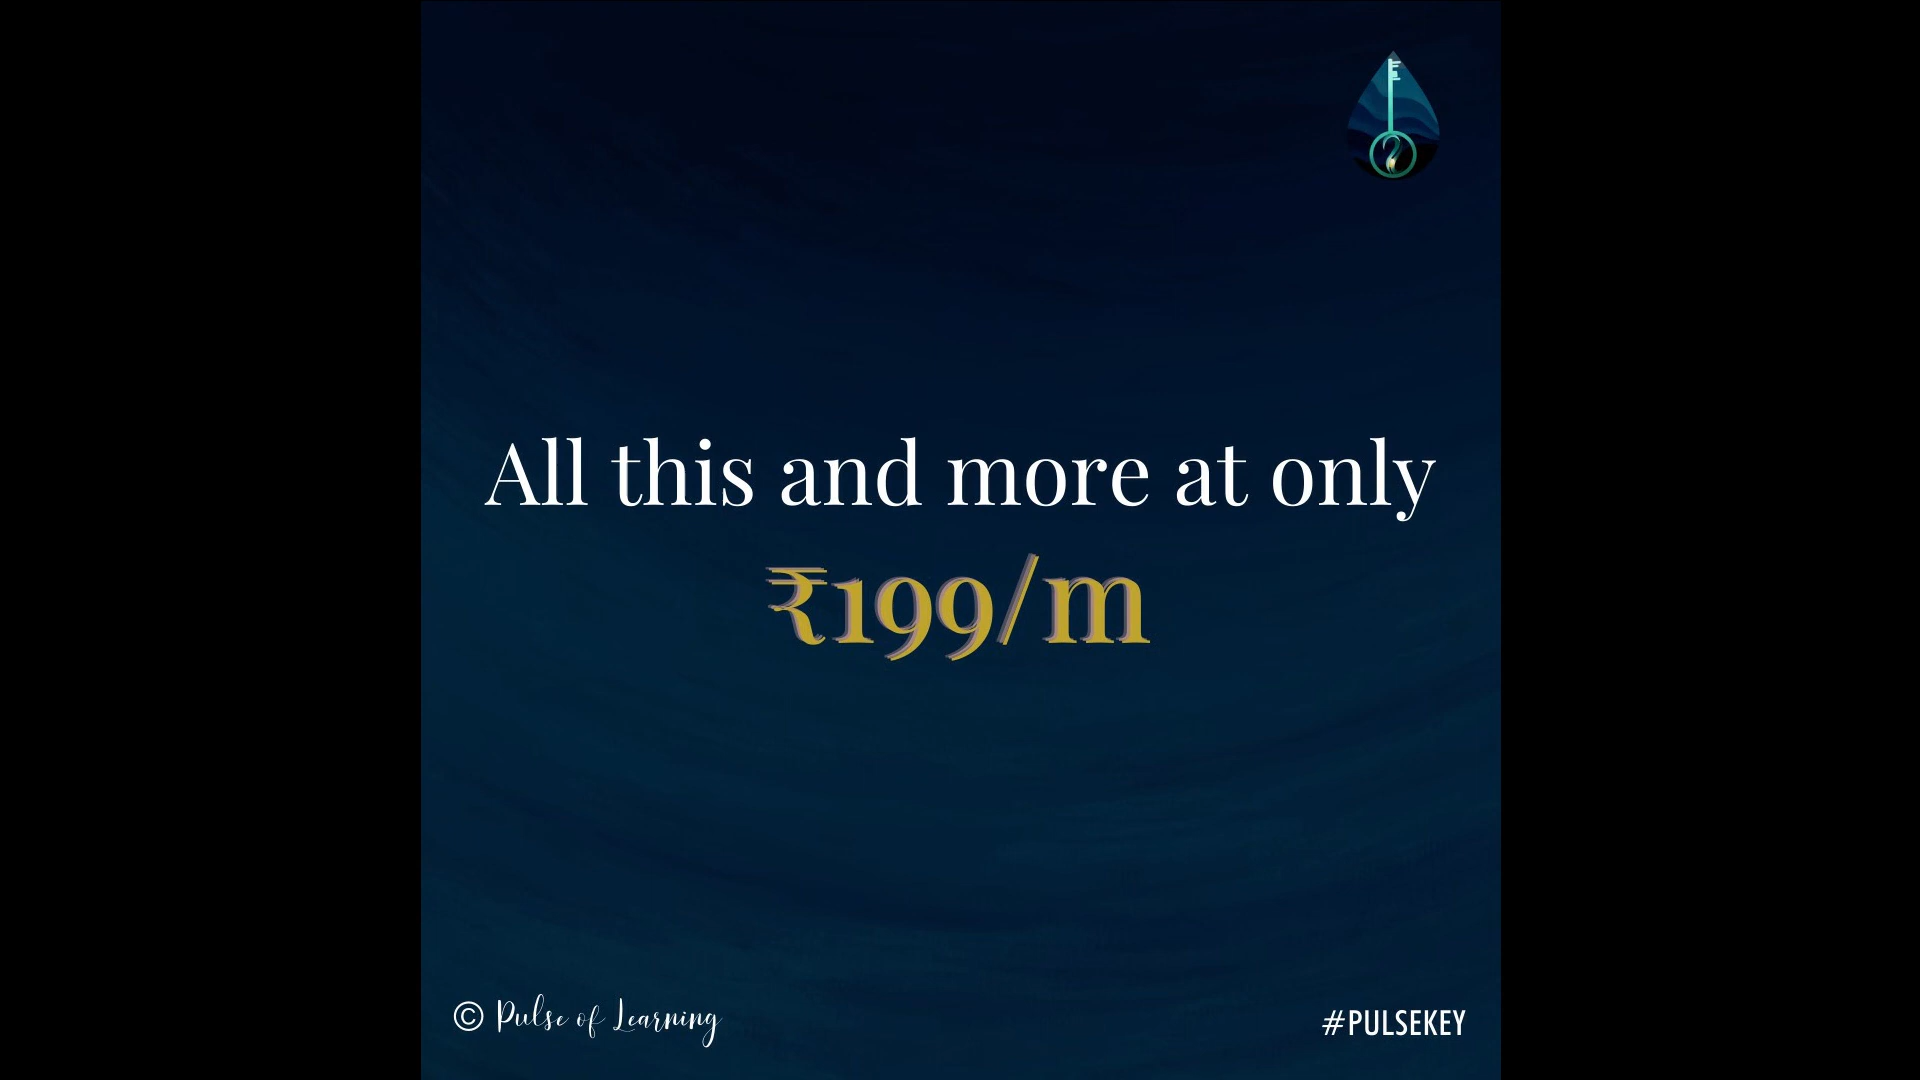 All this and more at only
₹199/m
© Pulse of Learning
#PULSEKEY